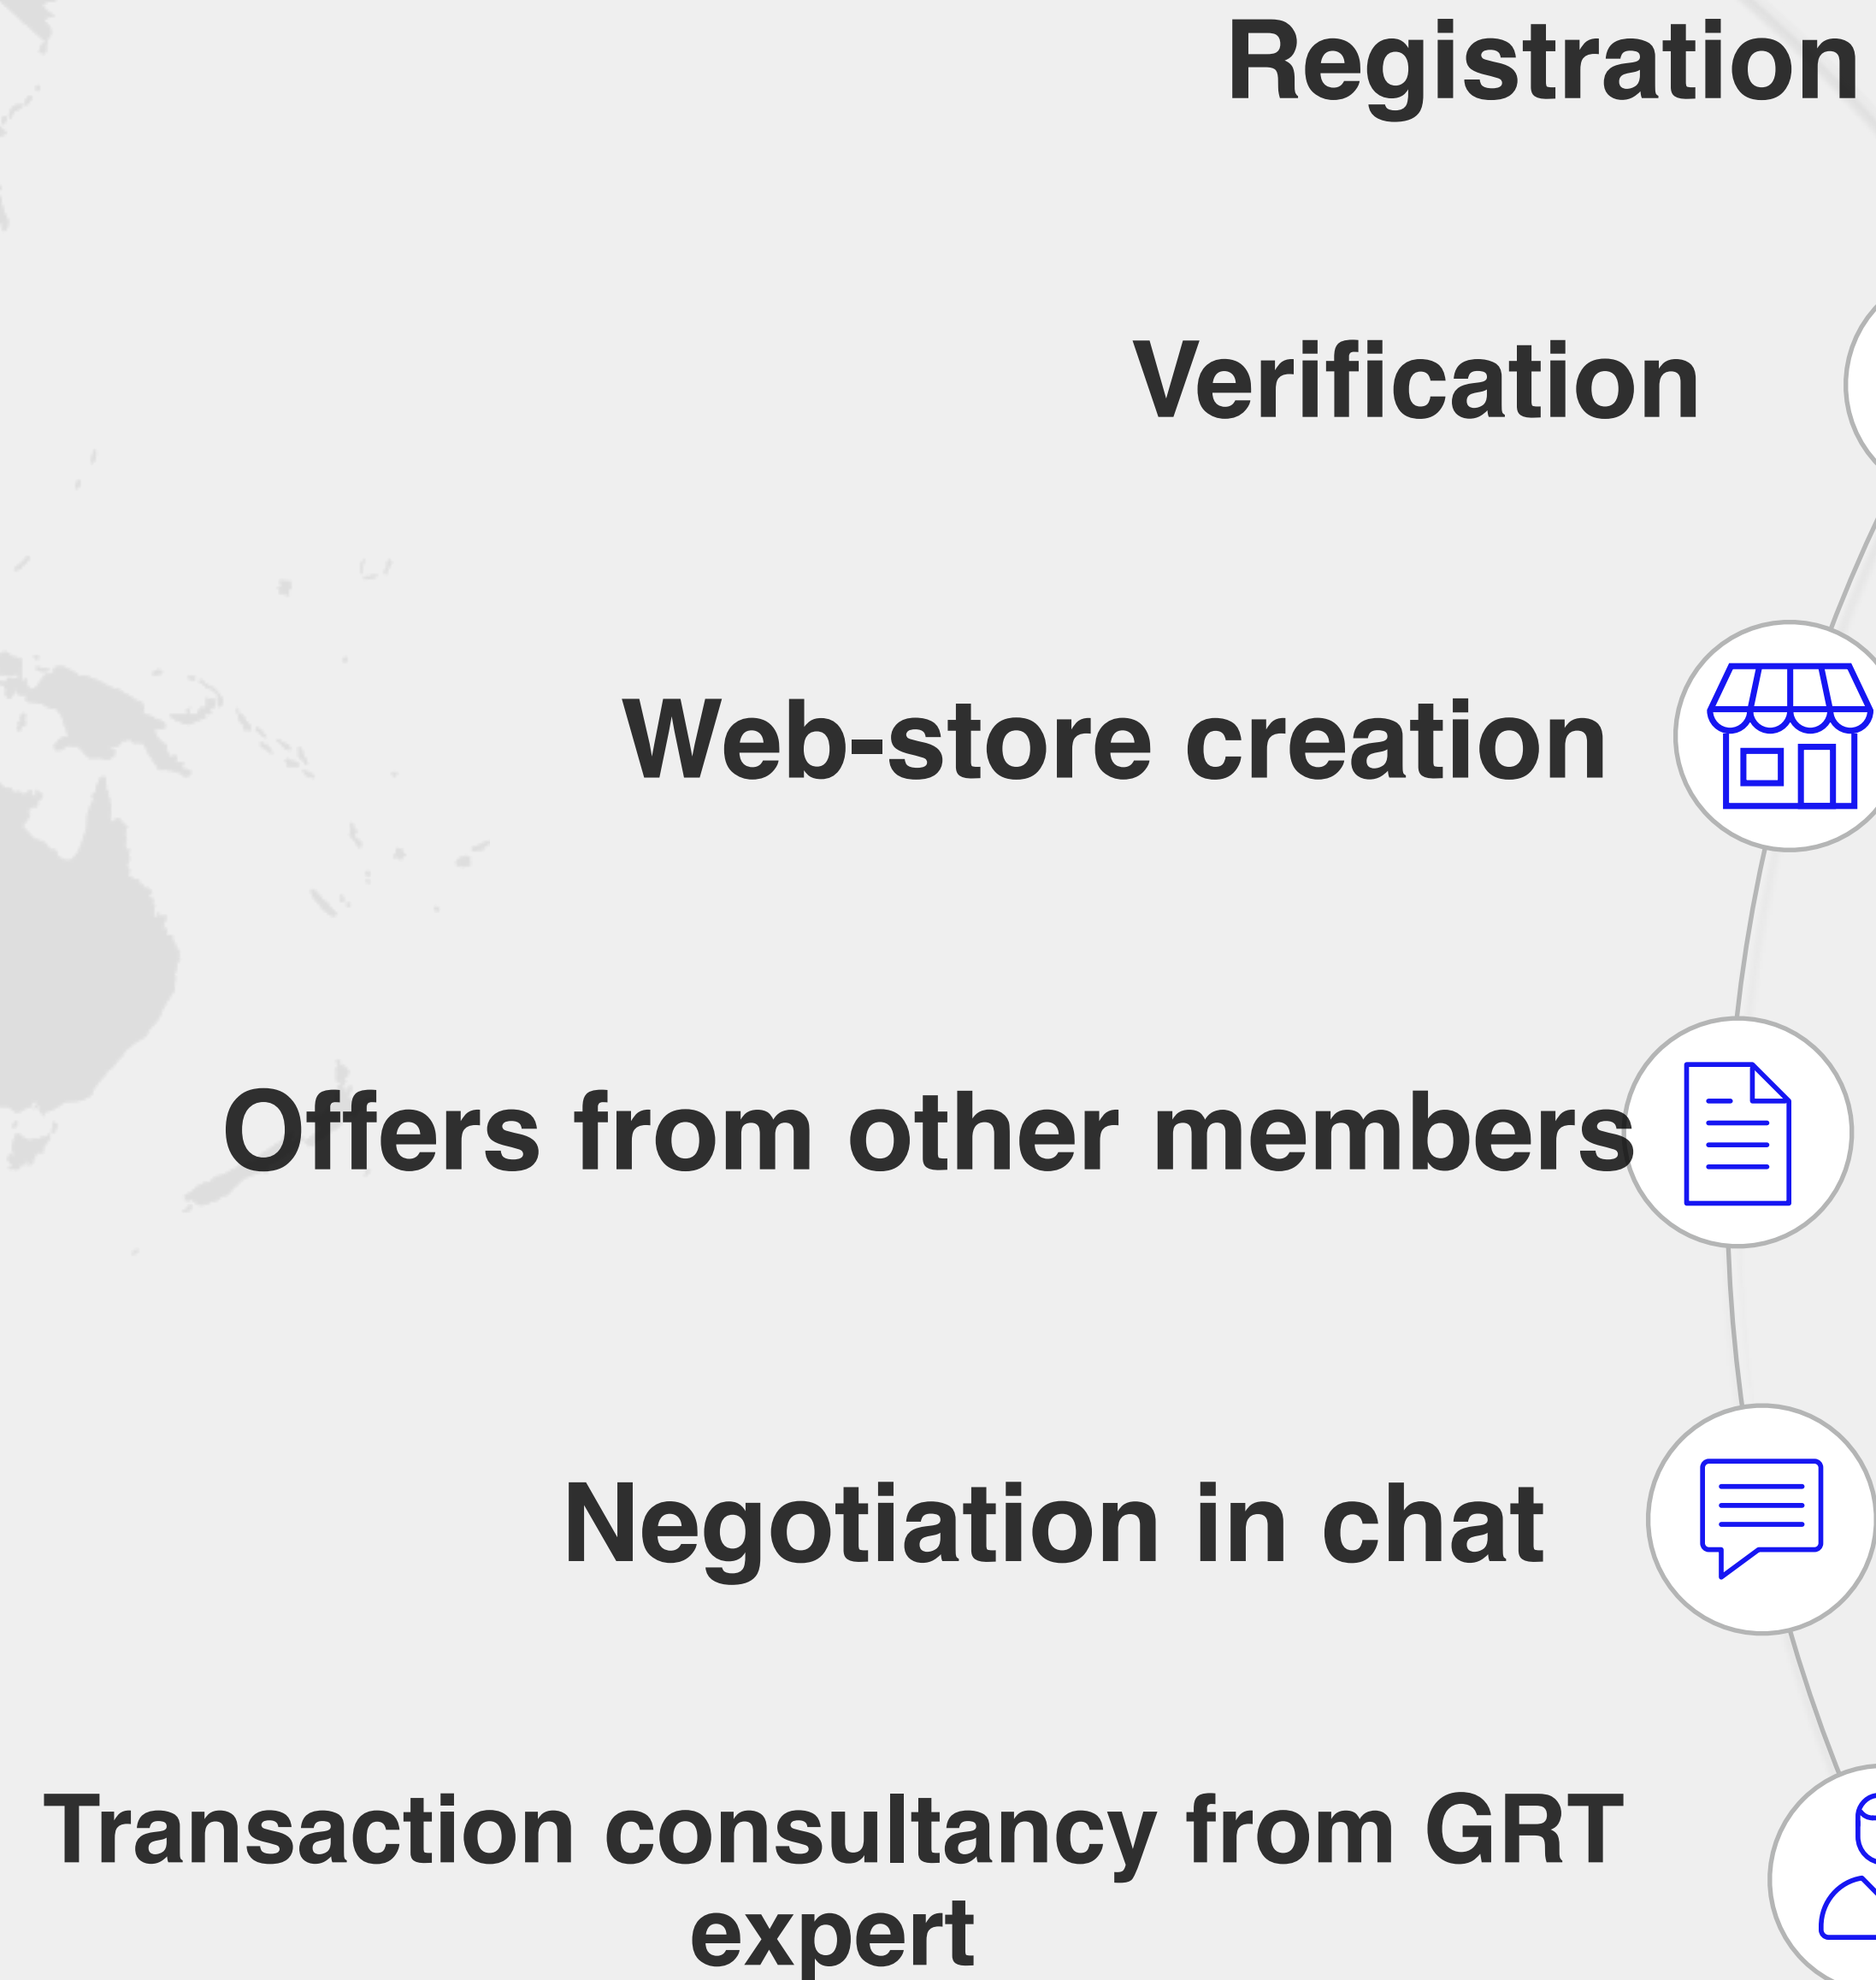 Registration
Verification
Web-store creation
Offers from other members
Negotiation in chat
Transaction consultancy from GRT
expert